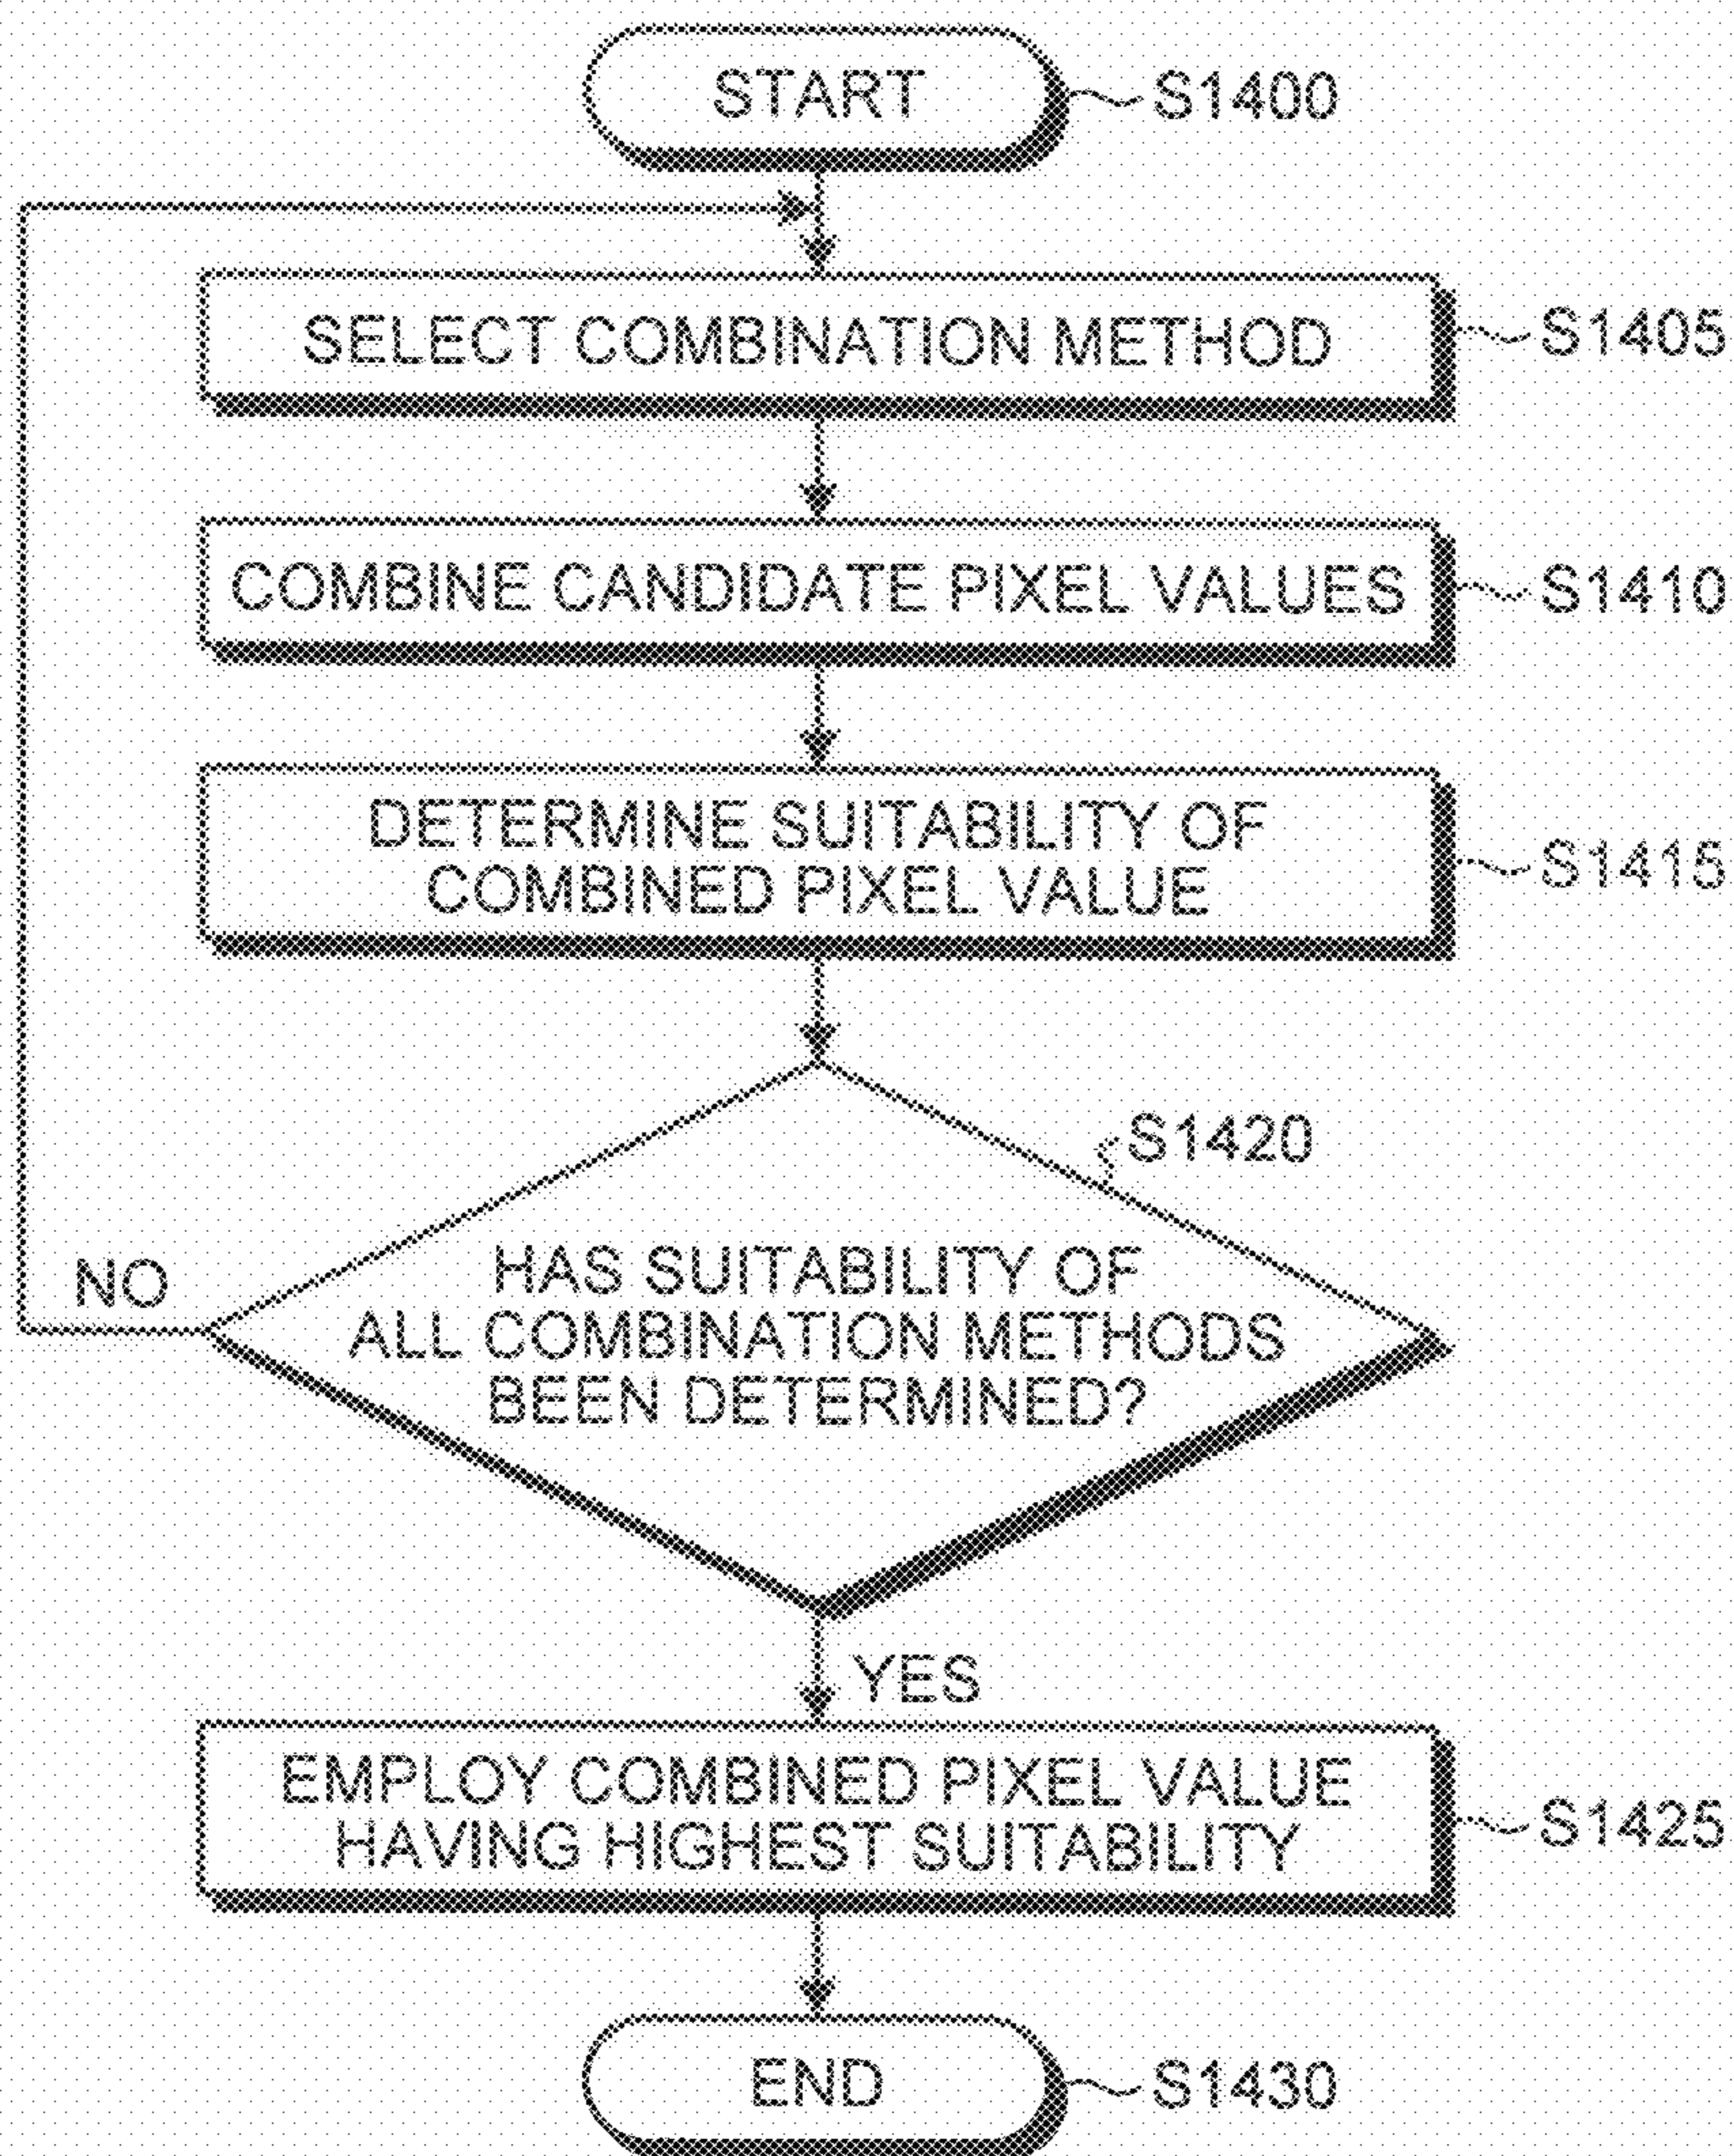 START
S1400
SELECT COMBINATION METHOD
S1405
COMBINE CANDIDATE PIXEL VALUES
S1410
DETERMINE SUITABILITY OF
COMBINED PIXEL VALUE
S1415
S1420
HAS SUITABILITY OF
ALL COMBINATION METHODS
BEEN DETERMINED?
NO
YES
EMPLOY COMBINED PIXEL VALUE
HAVING HIGHEST SUITABILITY
S1425
END
S1430